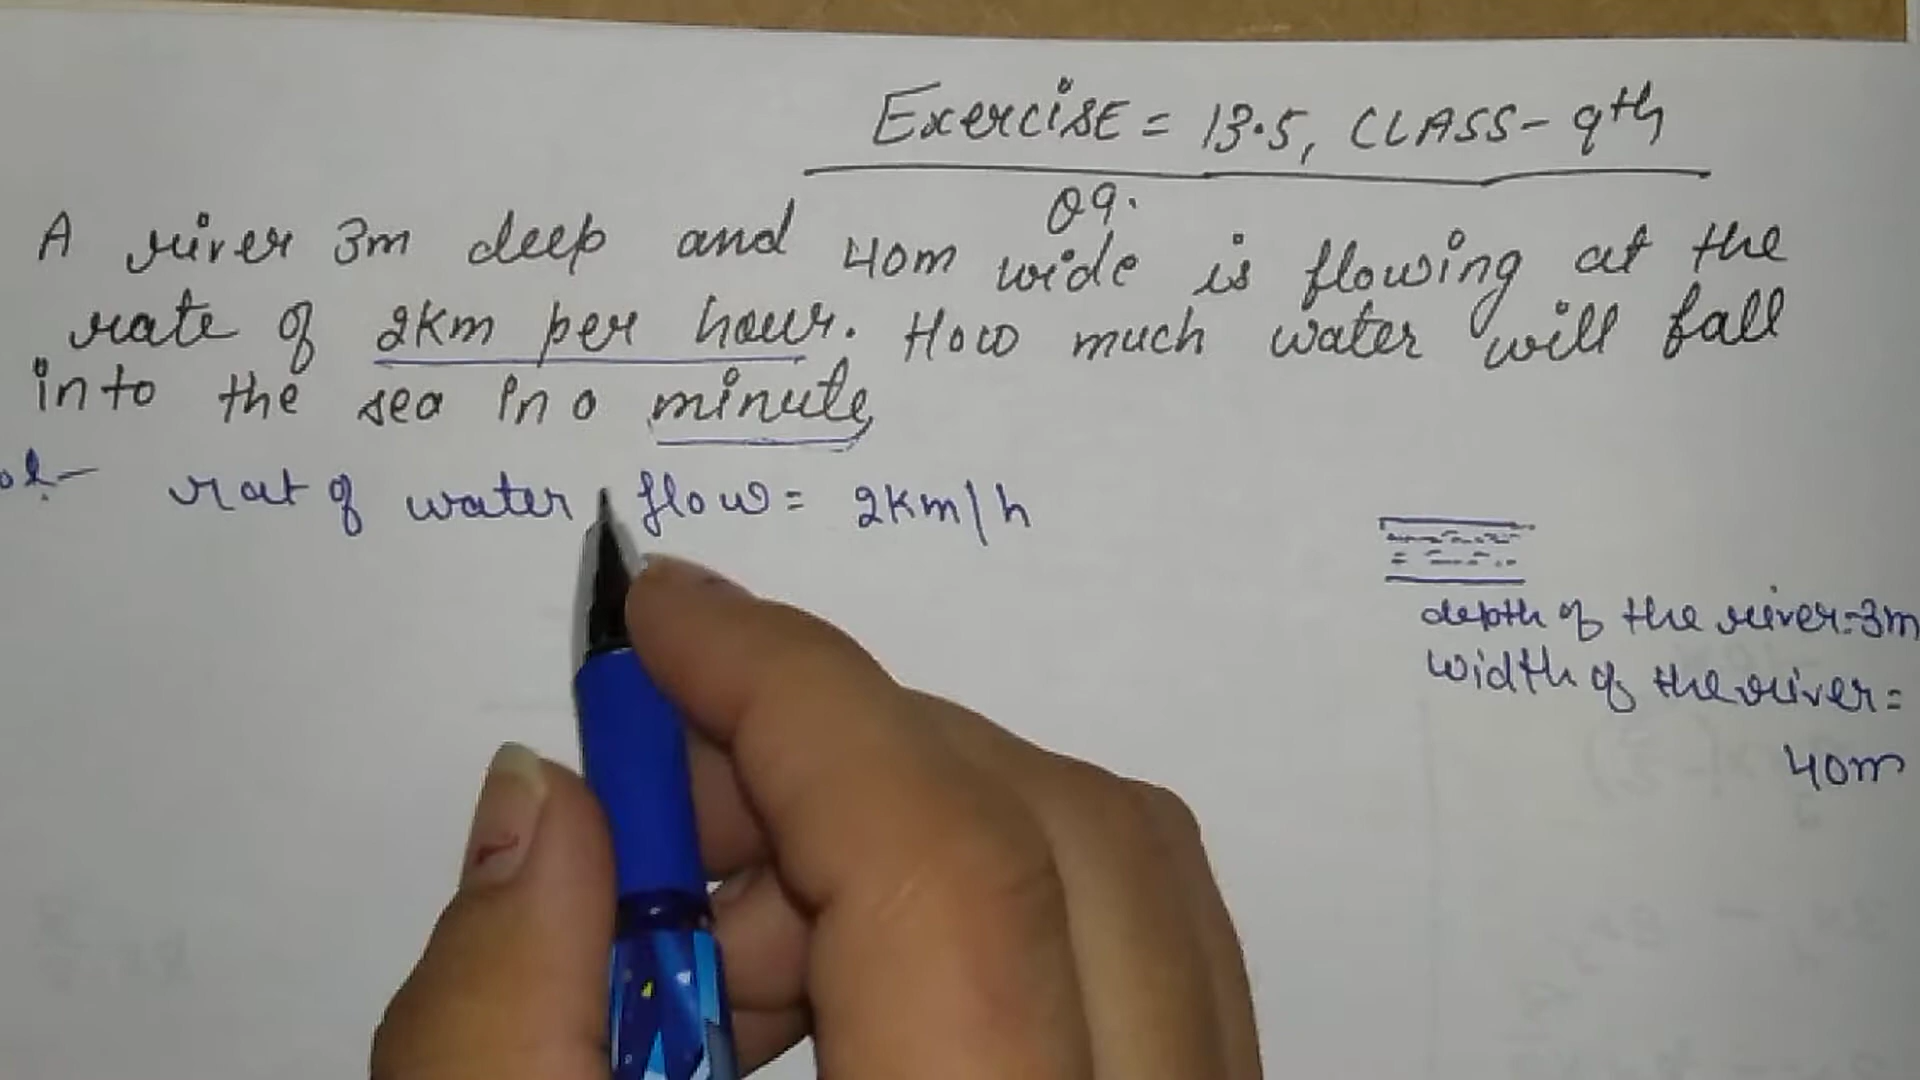 Exercise = 13.5, CLASS- 9th
09.
A river 3m deep and 40m wide is flowing at the
rate of 2Km per hour. How much water will fall
into the sea in a minute
ol- rat of water flow = 2Km/h
depth of the river=3m
width of the river=
40m